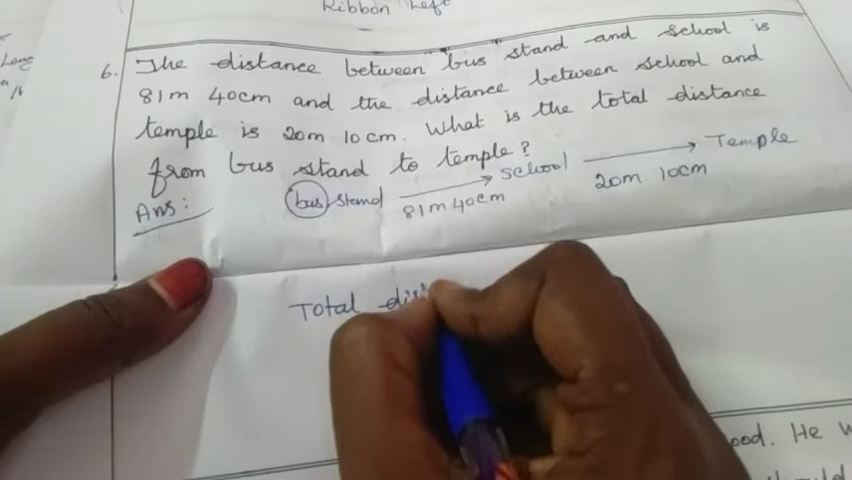 Ribbon Left
6. The distance between "bus" stand and school is
81m 40cm and the distance between school and
temple is 20m 10cm. What is the total distance
from bus stand to temple?
Ans: bus stand → school → Temple
81m 40cm 20m 10cm
Total
ood. He